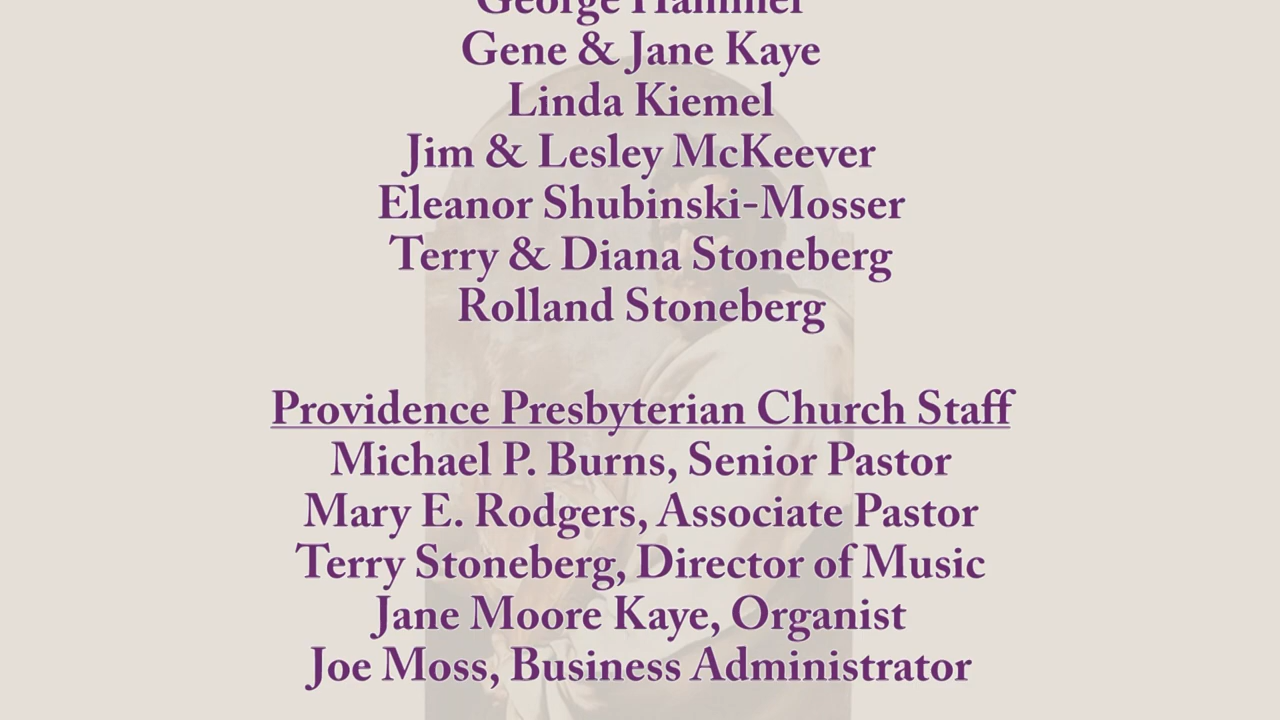 George Hammer
Gene & Jane Kaye
Linda Kiemel
Jim & Lesley McKeever
Eleanor Shubinski-Mosser
Terry & Diana Stoneberg
Rolland Stoneberg
Providence Presbyterian Church Staff
Michael P. Burns, Senior Pastor
Mary E. Rodgers, Associate Pastor
Terry Stoneberg, Director of Music
Jane Moore Kaye, Organist
Joe Moss, Business Administrator